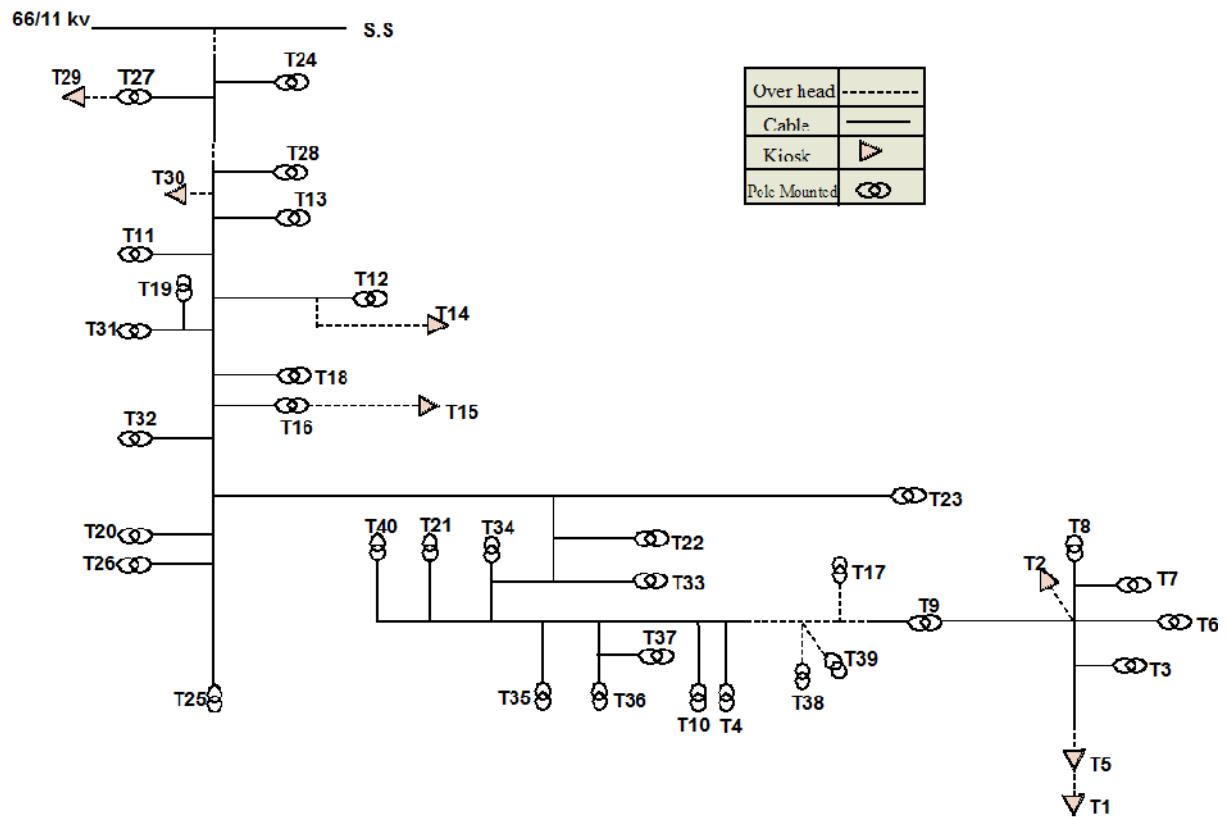 66/11 kv
S.S
T24
T29
T27
Over head
Cable
Kiosk
Pole Mounted
T28
T30
T13
T11
T12
T19
T14
T31
T18
T15
T32
T16
T23
T20
T40
T21
T34
T8
T22
T26
T2
T17
T7
T33
T9
T6
T37
T39
T3
T25
T35
T36
T10
T4
T38
T5
T1